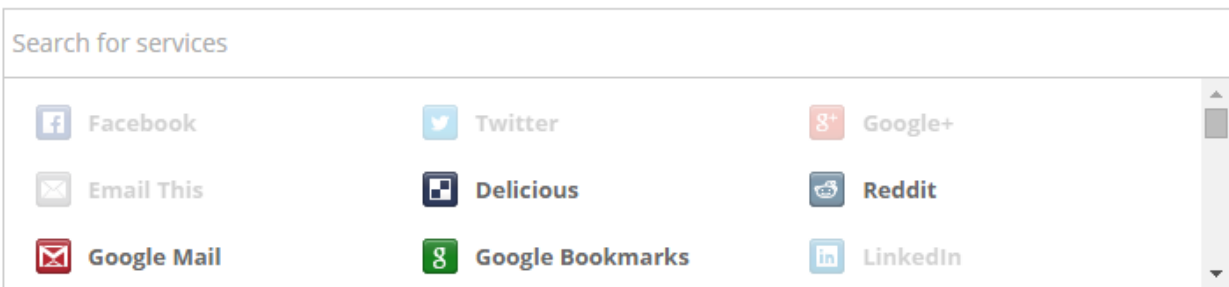 Search for services
Facebook Twitter Google+
Email This Delicious Reddit
Google Mail Google Bookmarks LinkedIn